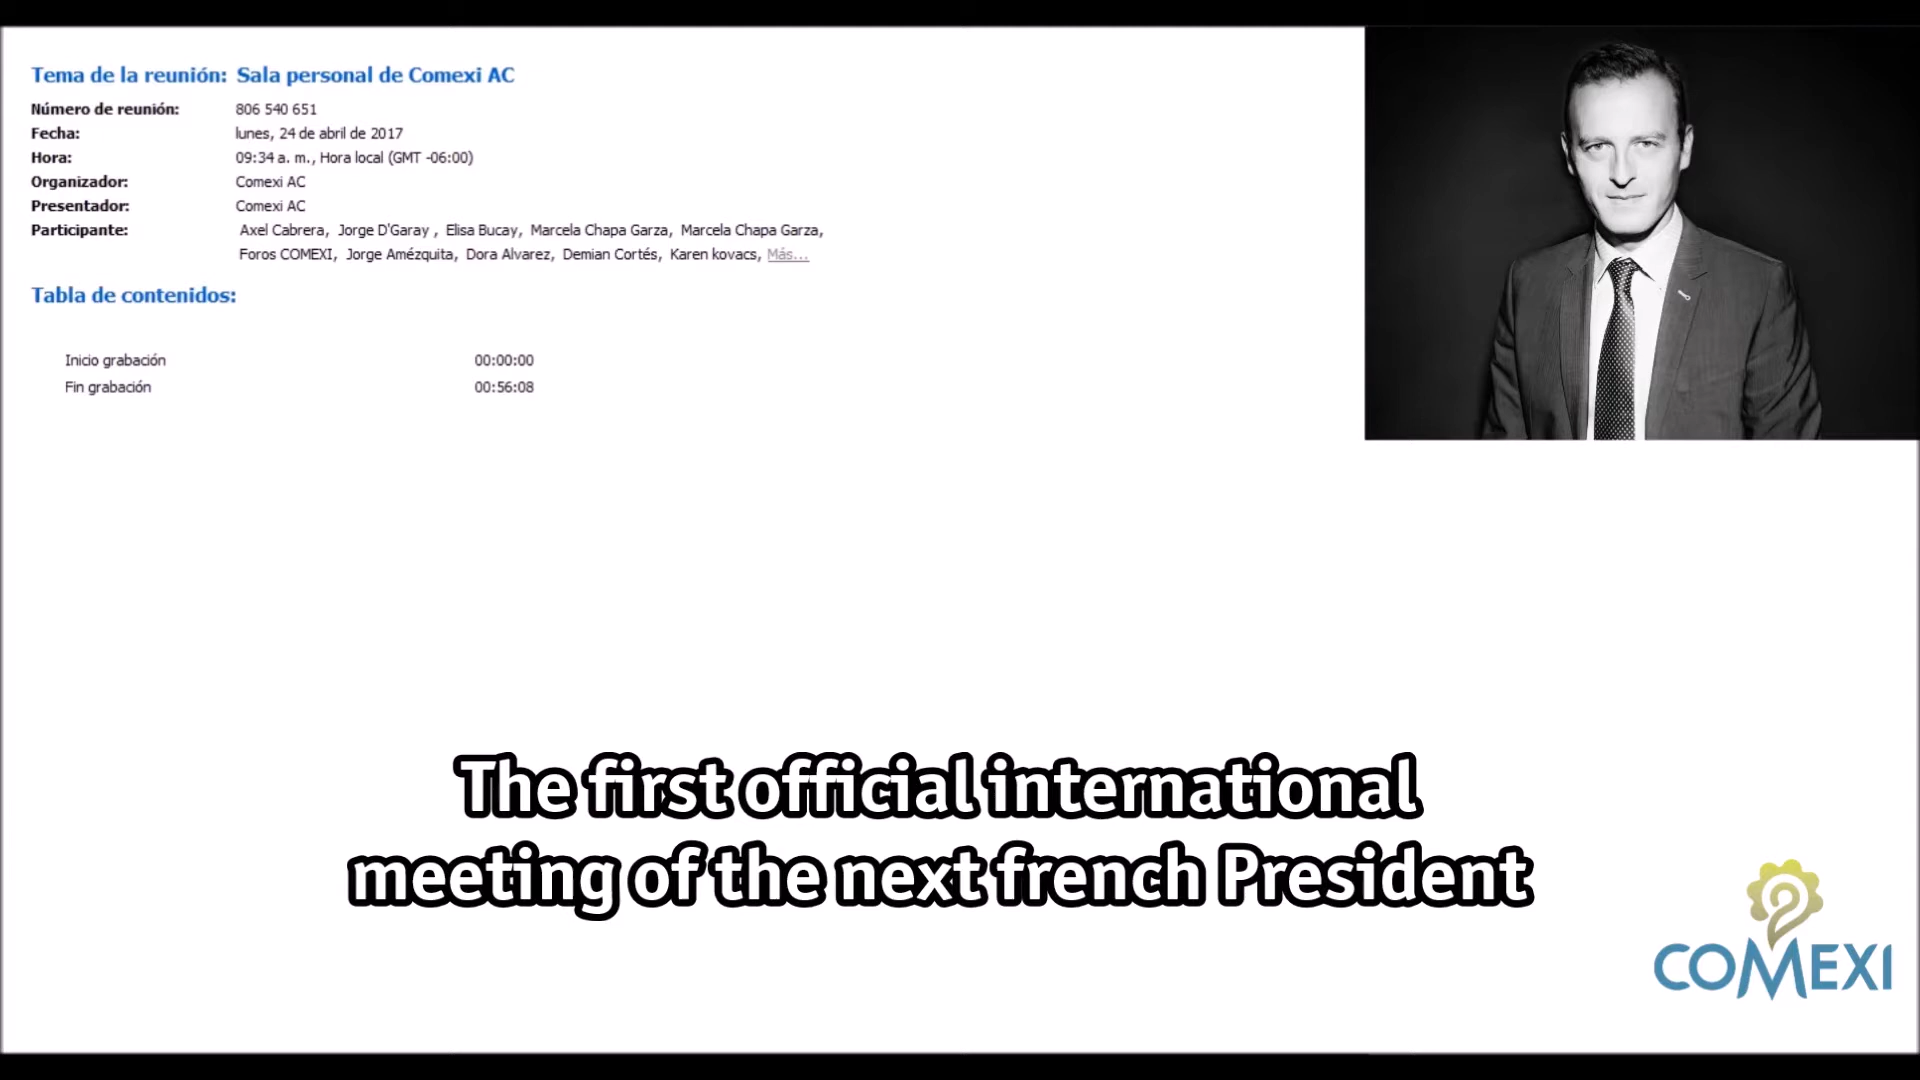 Tema de la reunión: Sala personal de Comexi AC
Número de reunión: 806 540 651
Fecha: lunes, 24 de abril de 2017
Hora: 09:34 a. m., Hora local (GMT -06:00)
Organizador: Comexi AC
Presentador: Comexi AC
Participante: Axel Cabrera, Jorge D'Garay , Elisa Bucay, Marcela Chapa Garza, Marcela Chapa Garza,
Foros COMEXI, Jorge Amézquita, Dora Alvarez, Demian Cortés, Karen kovacs, Más...
Tabla de contenidos:
Inicio grabación 00:00:00
Fin grabación 00:56:08
The first official international
meeting of the next french President
COMEXI